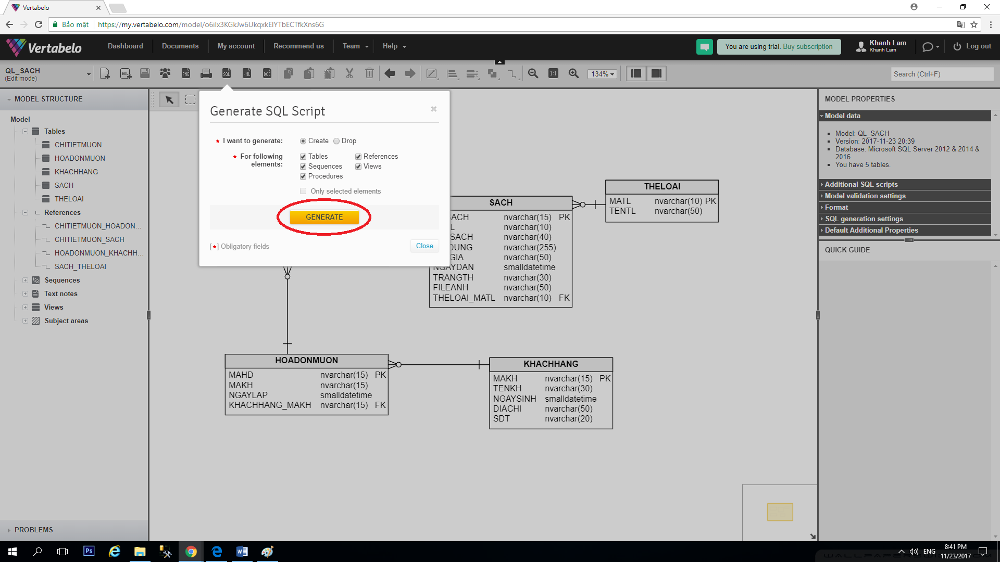 Vertabelo
Bảo mật
https://my.vertabelo.com/model/o6ilx3KGkJw6UkqxkEIYTbECTfkXns6G
Vertabelo
Dashboard
Documents
My account
Recommend us
Team
Help
You are using trial. Buy subscription
Khanh Lam
Khanh Lam
Log out
QL_SACH
(Edit mode)
PNG
SQL
XML
DOC
1:1
134%
Search (Ctrl+F)
MODEL STRUCTURE
Model
Tables
CHITIETMUON
HOADONMUON
KHACHHANG
SACH
THELOAI
References
CHITIETMUON_HOADON...
CHITIETMUON_SACH
HOADONMUON_KHACHH...
SACH_THELOAI
Sequences
Text notes
Views
Subject areas
PROBLEMS
Generate SQL Script
I want to generate:
Create
Drop
For following
elements:
Tables
References
Sequences
Views
Procedures
Only selected elements
GENERATE
[*] Obligatory fields
Close
SACH
ACH nvarchar(15) PK
L nvarchar(10)
SACH nvarchar(40)
DUNG nvarchar(255)
GIA nvarchar(50)
NGAYDAN smalldatetime
TRANGTH nvarchar(30)
FILEANH nvarchar(50)
THELOAI_MATL nvarchar(10) FK
THELOAI
MATL nvarchar(10) PK
TENTL nvarchar(50)
HOADONMUON
MAHD nvarchar(15) PK
MAKH nvarchar(15)
NGAYLAP smalldatetime
KHACHHANG_MAKH nvarchar(15) FK
KHACHHANG
MAKH nvarchar(15) PK
TENKH nvarchar(30)
NGAYSINH smalldatetime
DIACHI nvarchar(50)
SDT nvarchar(20)
MODEL PROPERTIES
Model data
Model: QL_SACH
Version: 2017-11-23 20:39
Database: Microsoft SQL Server 2012 & 2014 &
2016
You have 5 tables.
Additional SQL scripts
Model validation settings
Format
SQL generation settings
Default Additional Properties
QUICK GUIDE
Ps
ENG
8:41 PM
11/23/2017